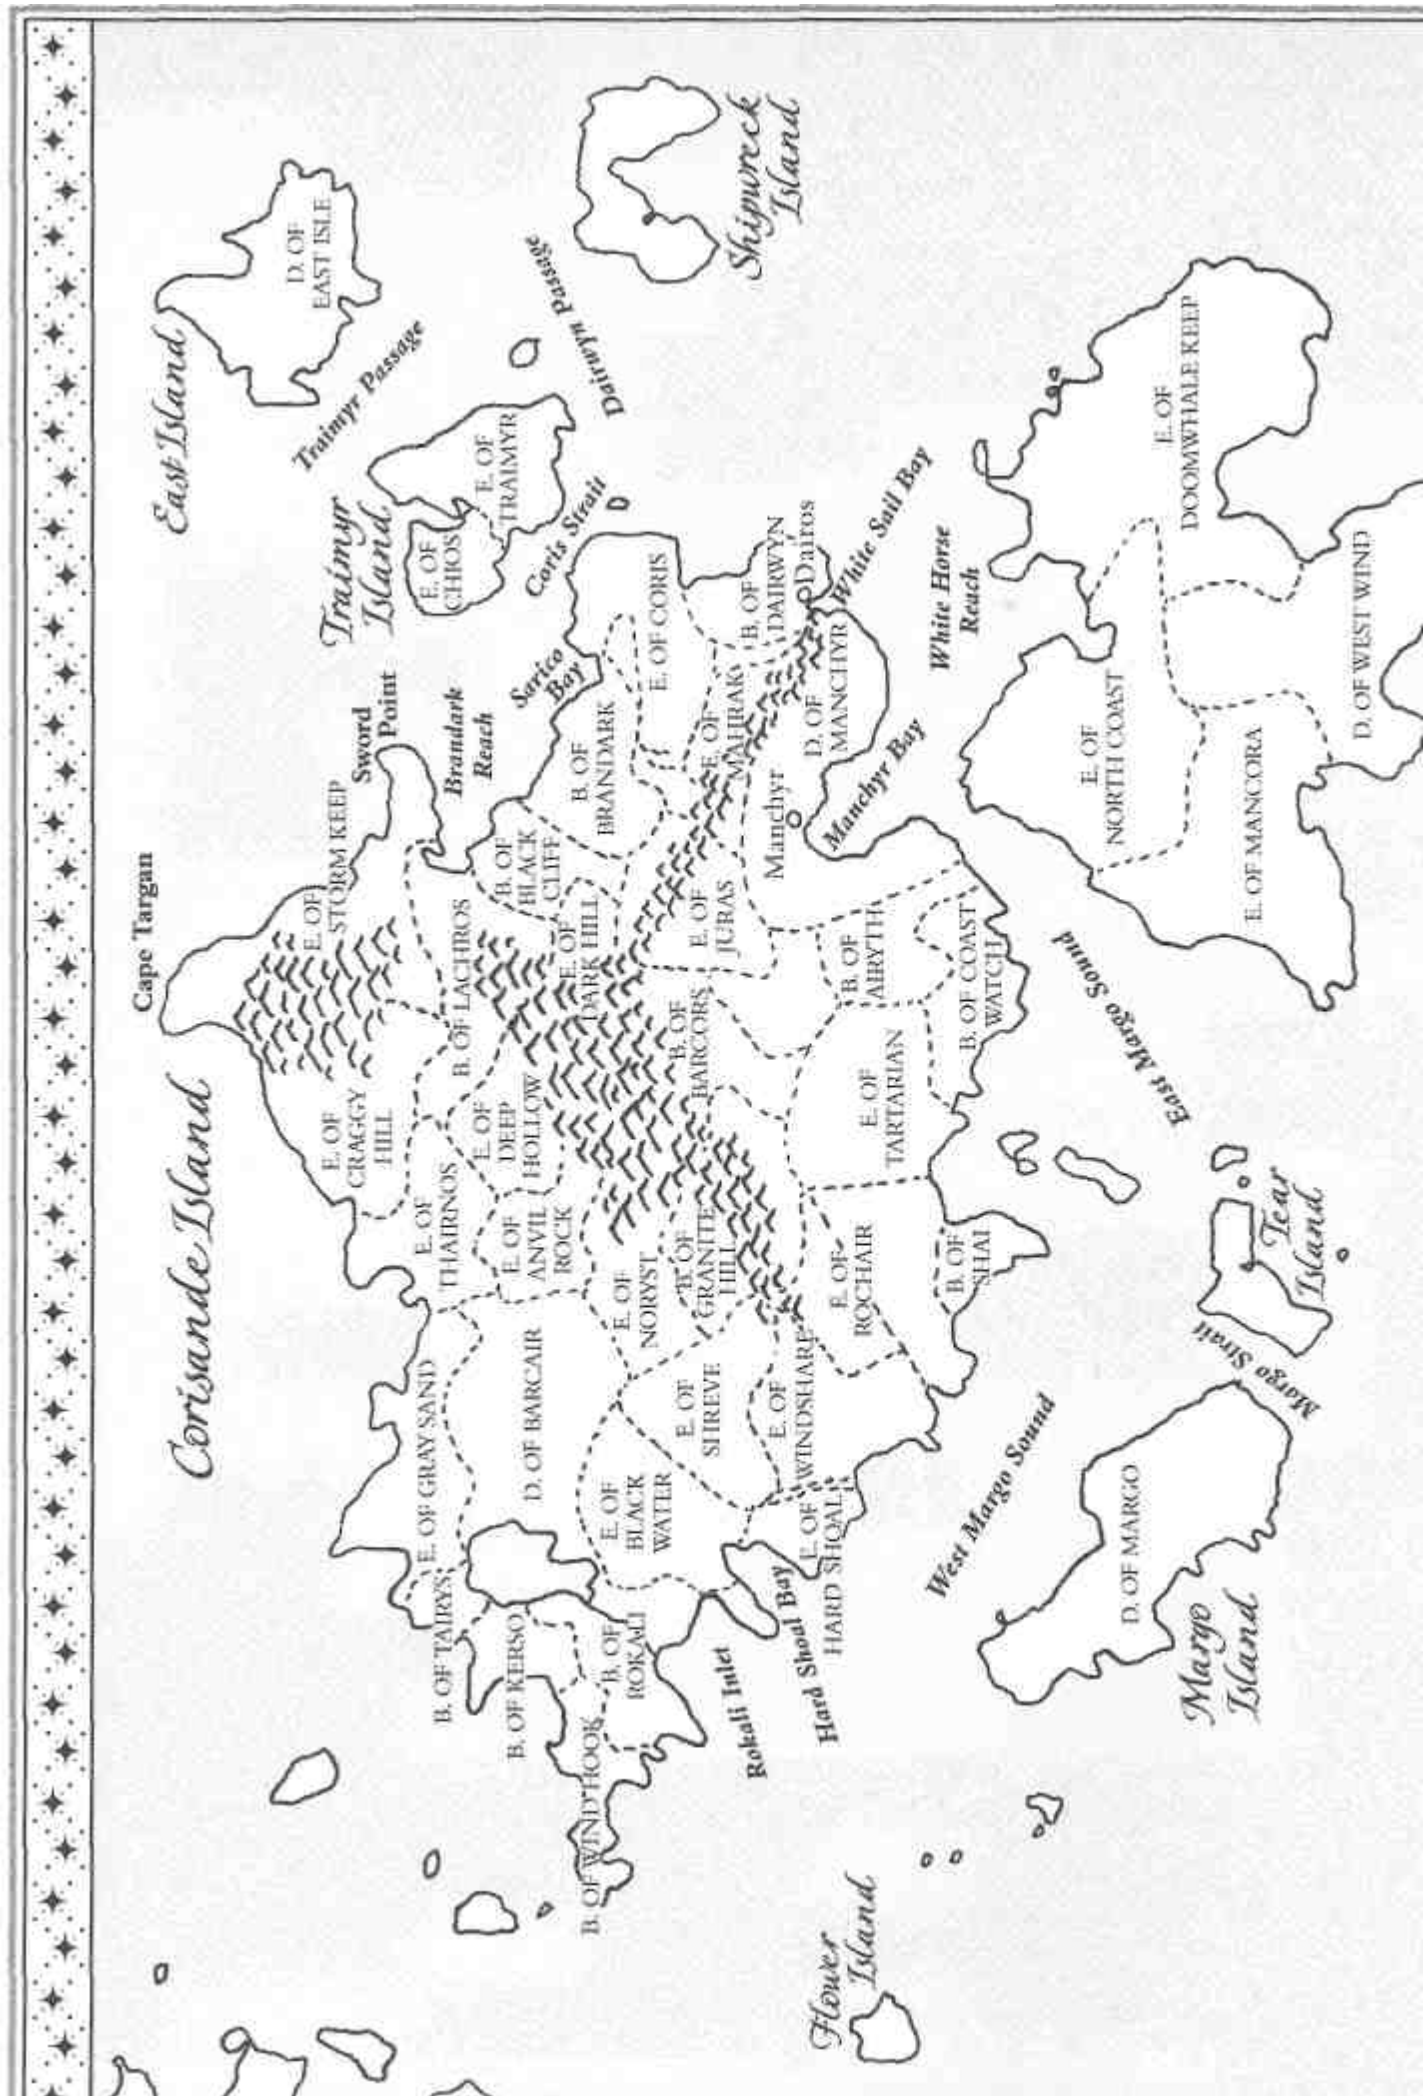 Corisande Island
Cape Targan
East Island
D. OF
EAST ISLE
Traimyr Passage
Traimyr
Island
E. OF
CHIOS
E. OF
TRAIMYR
Dairwyn Passage
Shipwreck
Island
Coris Strait
Sword
Point
Brandark
Reach
Sarico
Bay
E. OF
STORM KEEP
E. OF
CRAGGY
HILL
B. OF LACHROS
B. OF
BLACK
CLIFF
B. OF
BRANDARK
E. OF CORIS
E. OF
DARK HILL
E. OF
THAIRNOS
E. OF
DEEP
HOLLOW
E. OF
ANVIL
ROCK
E. OF GRAY SAND
D. OF BARCAIR
B. OF TAIRYS
B. OF KERSO
B. OF
ROKALI
B. OF WIND HOOK
E. OF
BLACK
WATER
E. OF
NORYST
B. OF
GRANITE
HILL
E. OF
SHREVE
E. OF
WINDSHARE
E. OF
HARD SHOAL
B. OF
BARCORS
E. OF
JURAS
E. OF
MAHRAK
B. OF
DAIRWYN
Dairos
D. OF
MANCHYR
Manchyr
White Sail Bay
Manchyr Bay
White Horse
Reach
B. OF
AIRYTH
B. OF COAST
WATCH
E. OF
TARTARIAN
E. OF
ROCHAIR
B. OF
SHAI
Rokali Inlet
Hard Shoal Bay
West Margo Sound
East Margo Sound
Margo Strait
Tear
Island
D. OF MARGO
Margo
Island
Flower
Island
E. OF
NORTH COAST
E. OF MANCORA
E. OF
DOOMWHALE KEEP
D. OF WEST WIND